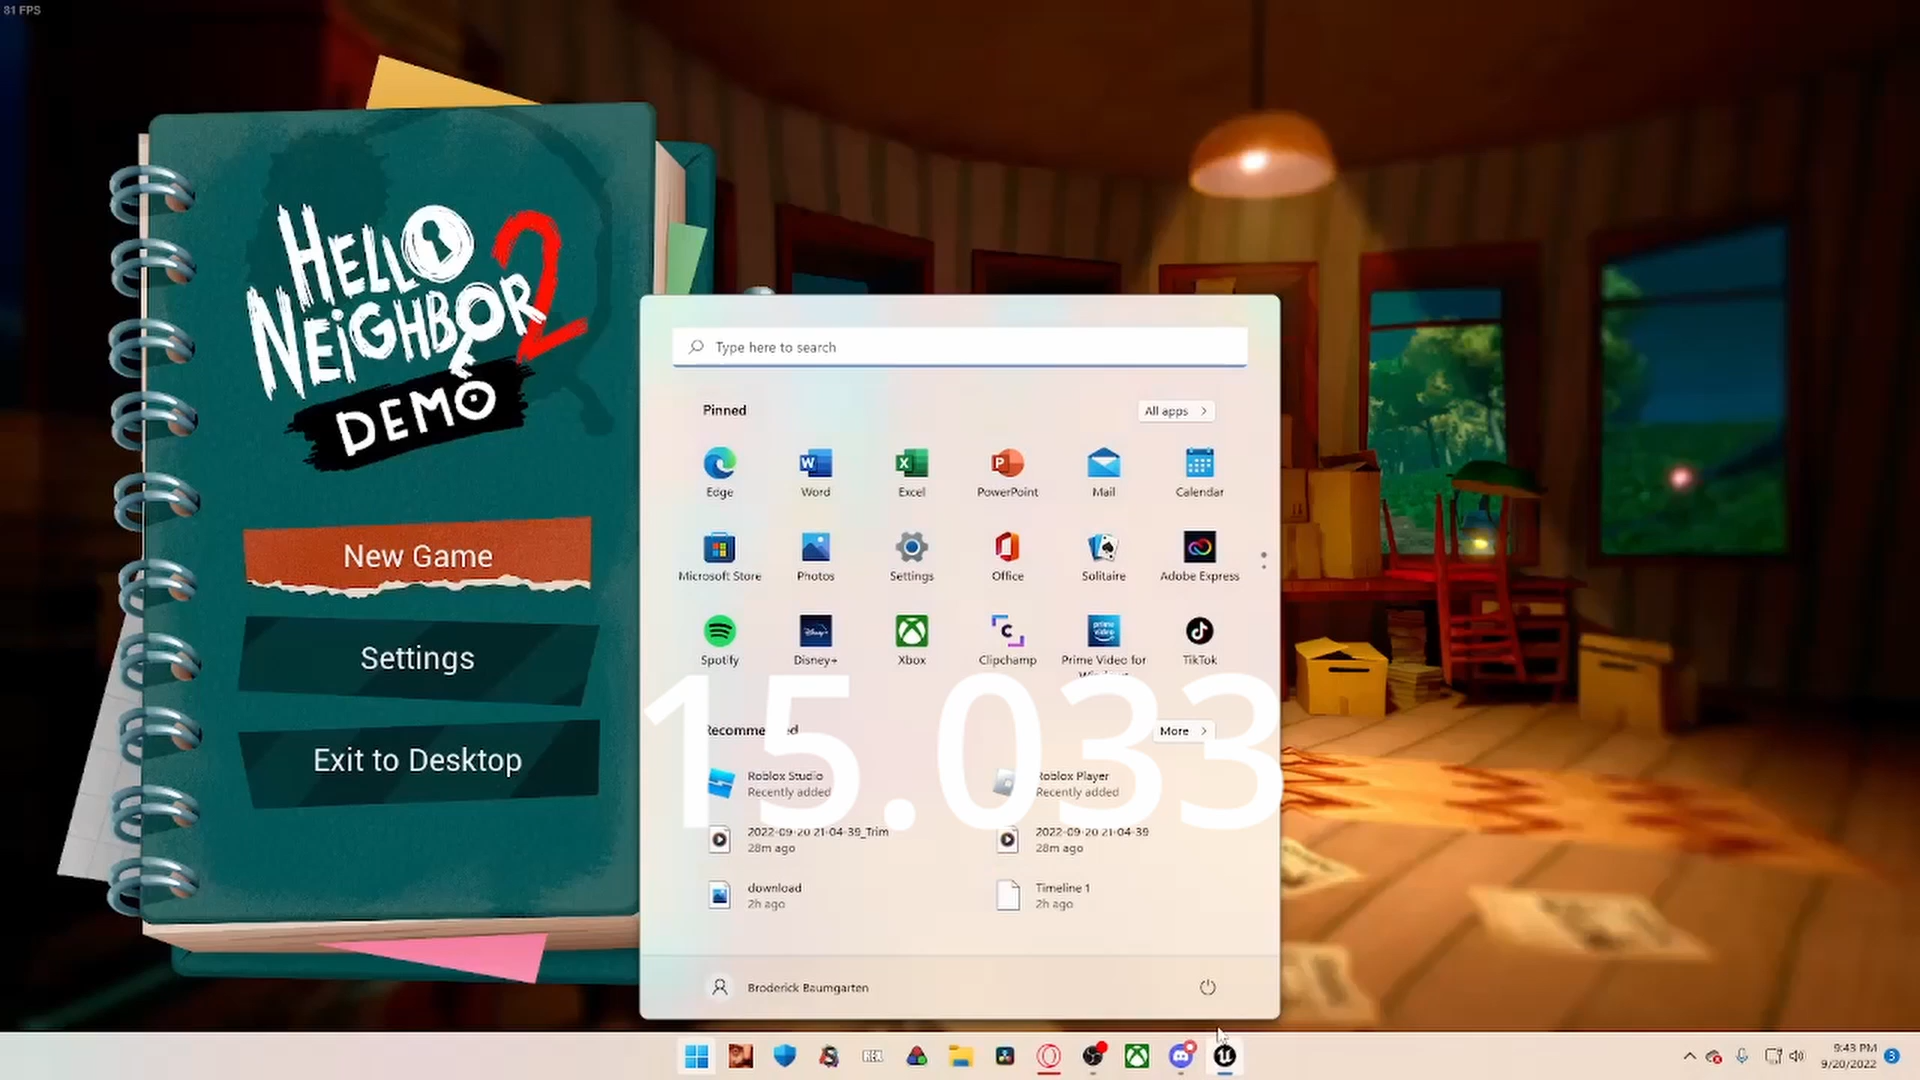 81 FPS
HELLO
NEiGHBOR 2
DEMO
New Game
Settings
Exit to Desktop
Type here to search
Pinned
All apps
Edge
Word
Excel
PowerPoint
Mail
Calendar
Microsoft Store
Photos
Settings
Office
Solitaire
Adobe Express
Spotify
Disney+
Xbox
Clipchamp
Prime Video for
TikTok
15.033
Recommended
More
Roblox Studio
Recently added
Roblox Player
Recently added
2022-09-20 21-04-39_Trim
28m ago
2022-09-20 21-04-39
28m ago
download
2h ago
Timeline 1
2h ago
Broderick Baumgarten
9:43 PM
9/20/2022
3